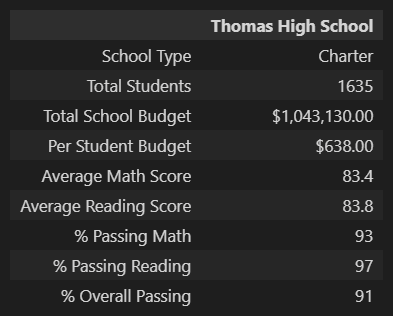 Thomas High School
School Type Charter
Total Students 1635
Total School Budget $1,043,130.00
Per Student Budget $638.00
Average Math Score 83.4
Average Reading Score 83.8
% Passing Math 93
% Passing Reading 97
% Overall Passing 91